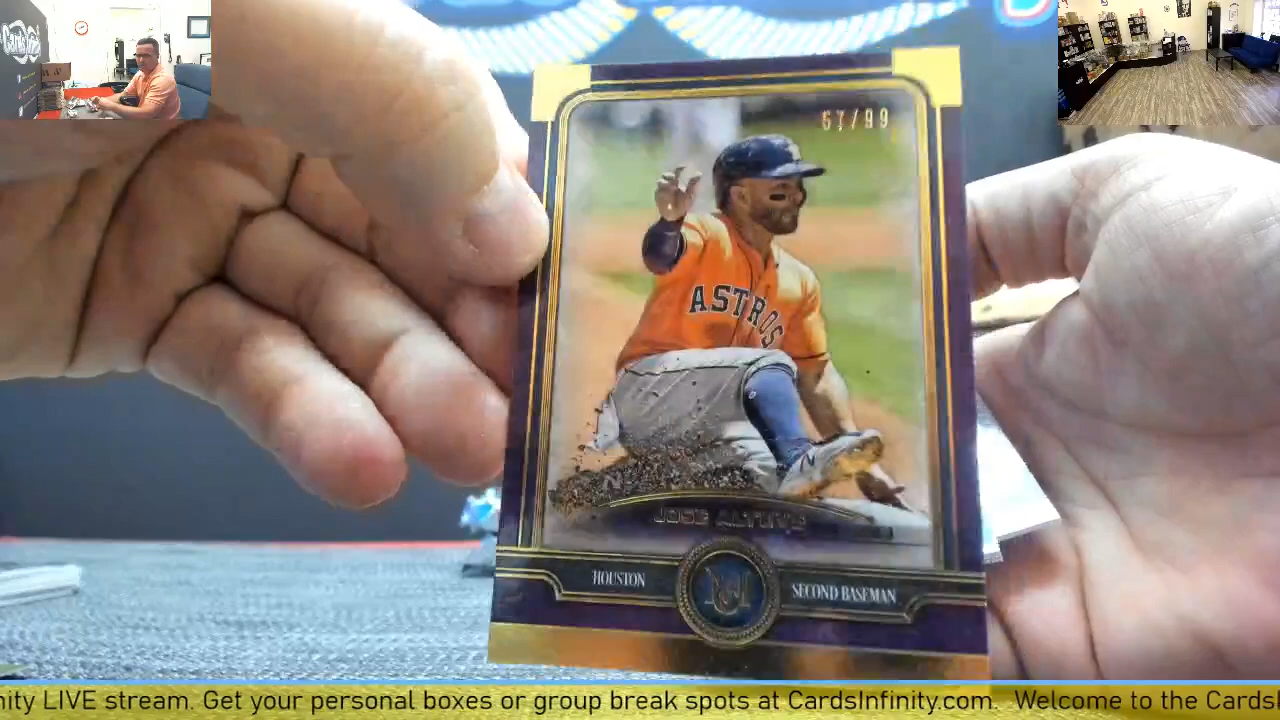 57/99
ASTROS
JOSE ALTUVE
HOUSTON
SECOND BASEMAN
nity LIVE stream. Get your personal boxes or group break spots at CardsInfinity.com. Welcome to the Cards